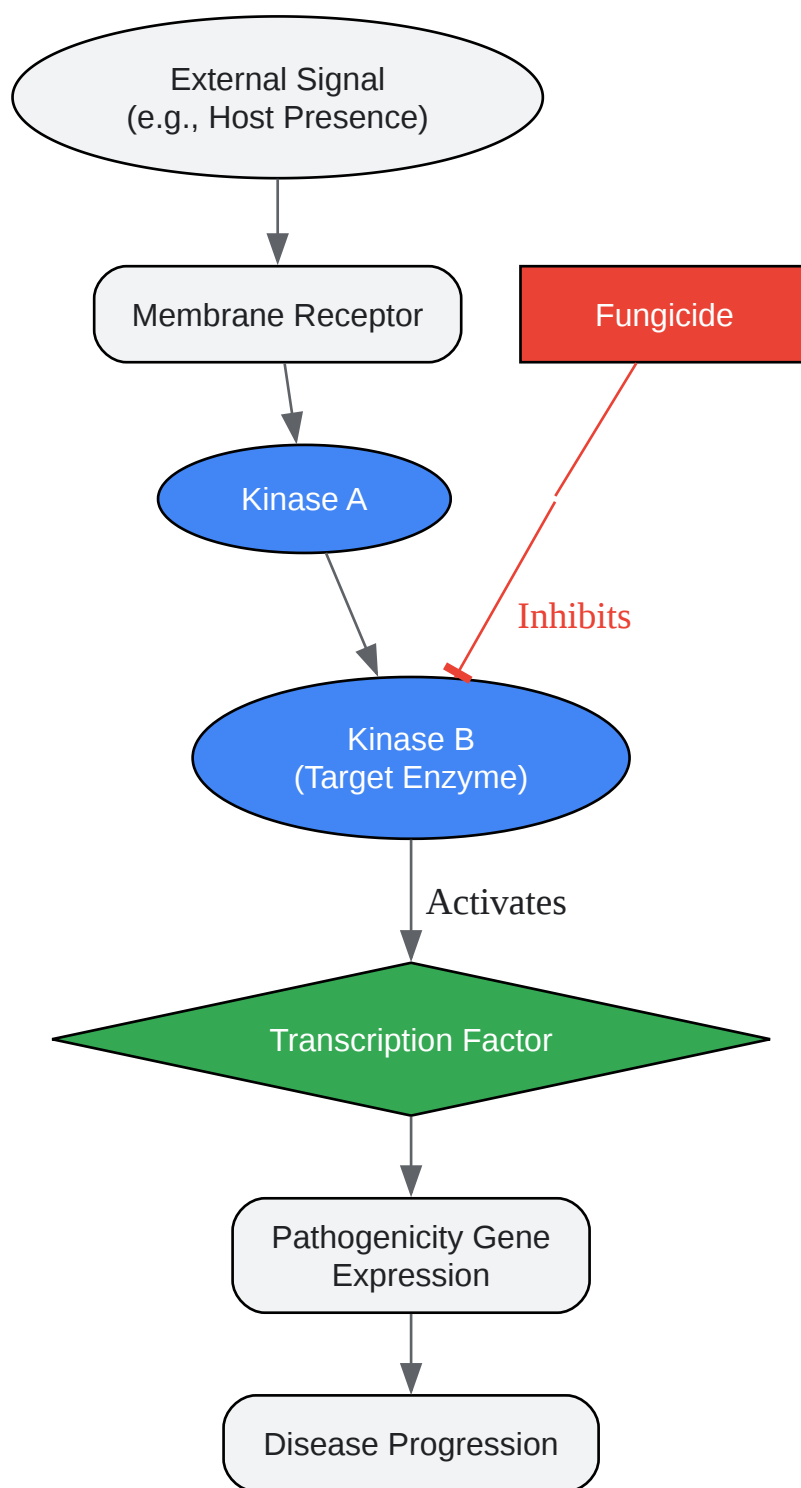 External Signal
(e.g., Host Presence)
Membrane Receptor
Fungicide
Kinase A
Inhibits
Kinase B
(Target Enzyme)
Activates
Transcription Factor
Pathogenicity Gene
Expression
Disease Progression